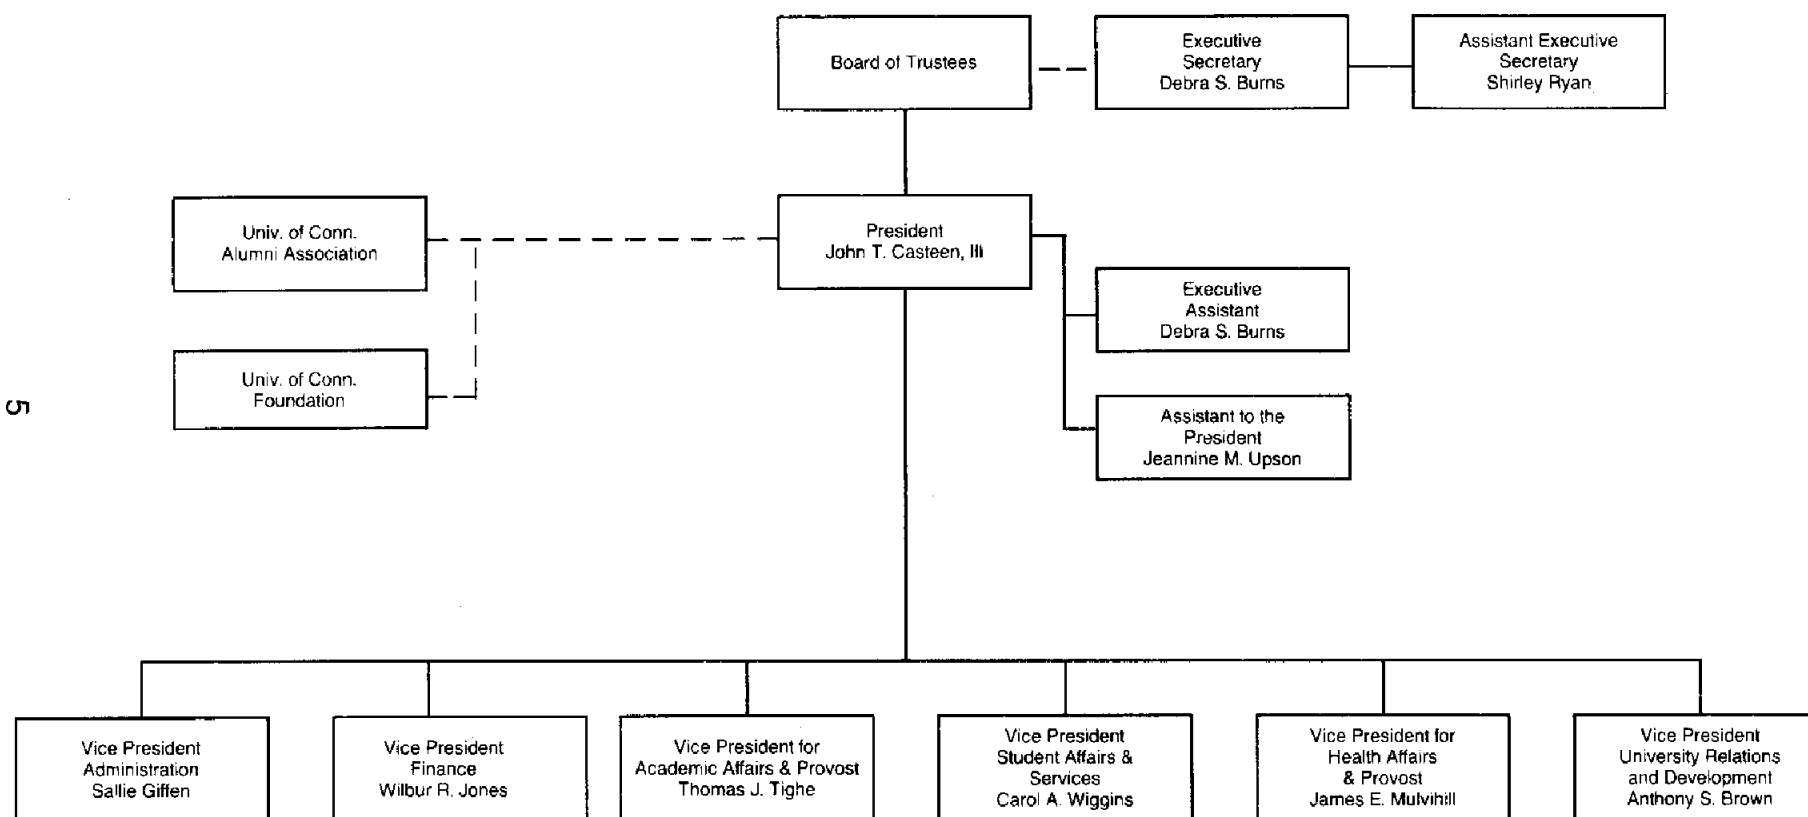 Board of Trustees
Executive
Secretary
Debra S. Burns
Assistant Executive
Secretary
Shirley Ryan
Univ. of Conn.
Alumni Association
President
John T. Casteen, III
Executive
Assistant
Debra S. Burns
Univ. of Conn.
Foundation
Assistant to the
President
Jeannine M. Upson
5
Vice President
Administration
Sallie Giffen
Vice President
Finance
Wilbur R. Jones
Vice President for
Academic Affairs & Provost
Thomas J. Tighe
Vice President
Student Affairs &
Services
Carol A. Wiggins
Vice President for
Health Affairs
& Provost
James E. Mulvihill
Vice President
University Relations
and Development
Anthony S. Brown